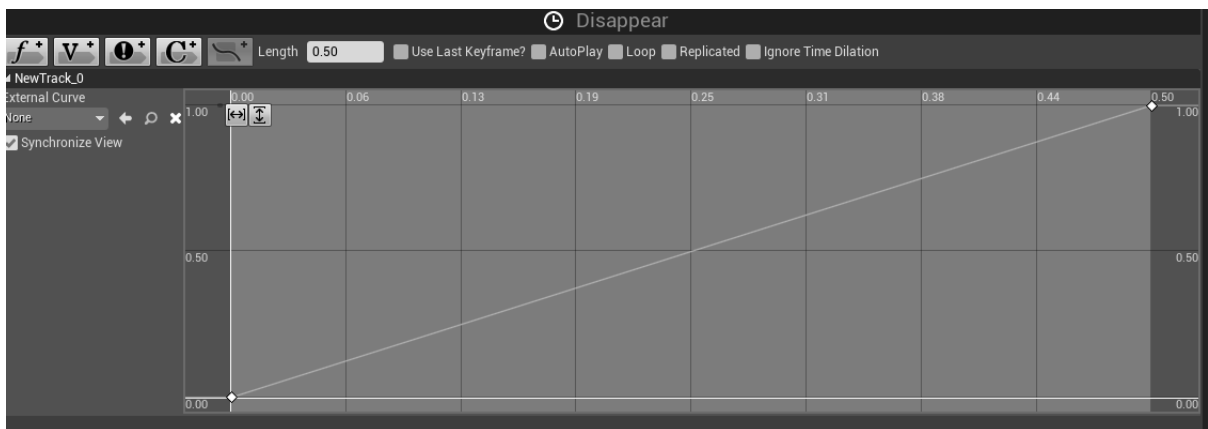 Disappear
f+ V+ !+ C+ + Length 0.50 Use Last Keyframe? AutoPlay Loop Replicated Ignore Time Dilation
NewTrack_0
External Curve
None
Synchronize View
0.00 0.06 0.13 0.19 0.25 0.31 0.38 0.44 0.50
1.00 1.00
0.50 0.50
0.00 0.00